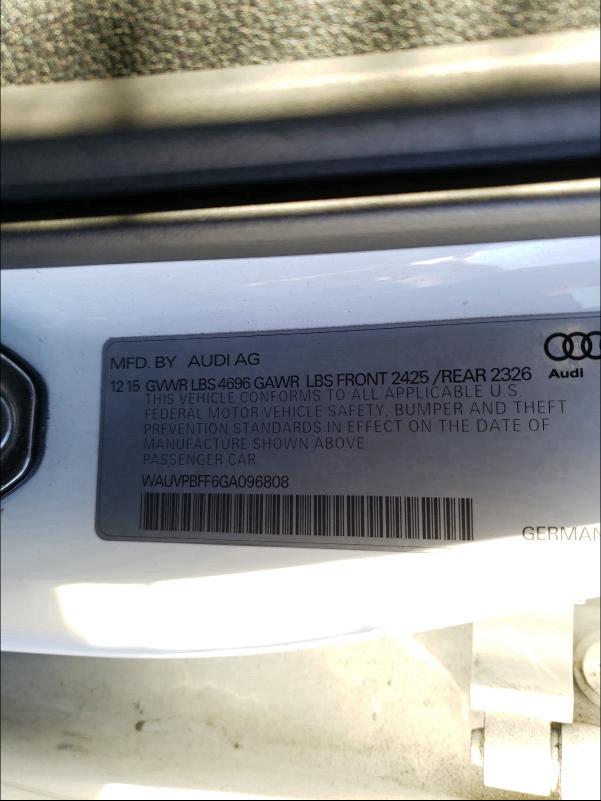 MFD. BY AUDI AG
12 15 GVWR LBS 4696 GAWR LBS FRONT 2425 /REAR 2326
THIS VEHICLE CONFORMS TO ALL APPLICABLE U.S.
FEDERAL MOTOR VEHICLE SAFETY, BUMPER AND THEFT
PREVENTION STANDARDS IN EFFECT ON THE DATE OF
MANUFACTURE SHOWN ABOVE
PASSENGER CAR
WAUVPBFF6GA096808
Audi
GERMAN